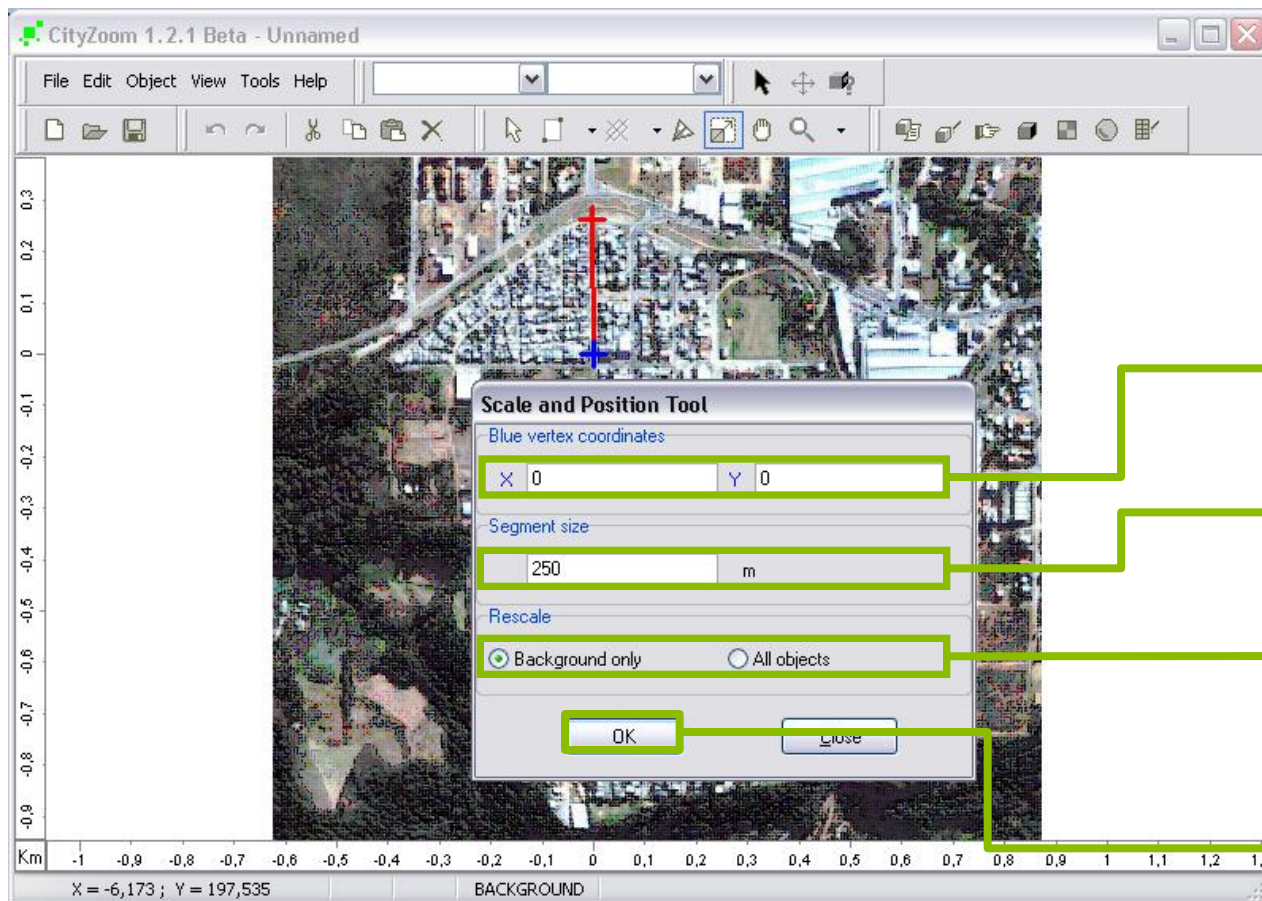 CityZoom 1.2.1 Beta - Unnamed
File Edit Object View Tools Help
0,3
0,2
0,1
0
-0,1
-0,2
-0,3
-0,4
-0,5
-0,6
-0,7
-0,8
-0,9
Scale and Position Tool
Blue vertex coordinates
X 0 Y 0
Segment size
250 m
Rescale
Background only All objects
OK Close
Km -1 -0,9 -0,8 -0,7 -0,6 -0,5 -0,4 -0,3 -0,2 -0,1 0 0,1 0,2 0,3 0,4 0,5 0,6 0,7 0,8 0,9 1 1,1 1,2 1,
X = -6,173 ; Y = 197,535 BACKGROUND